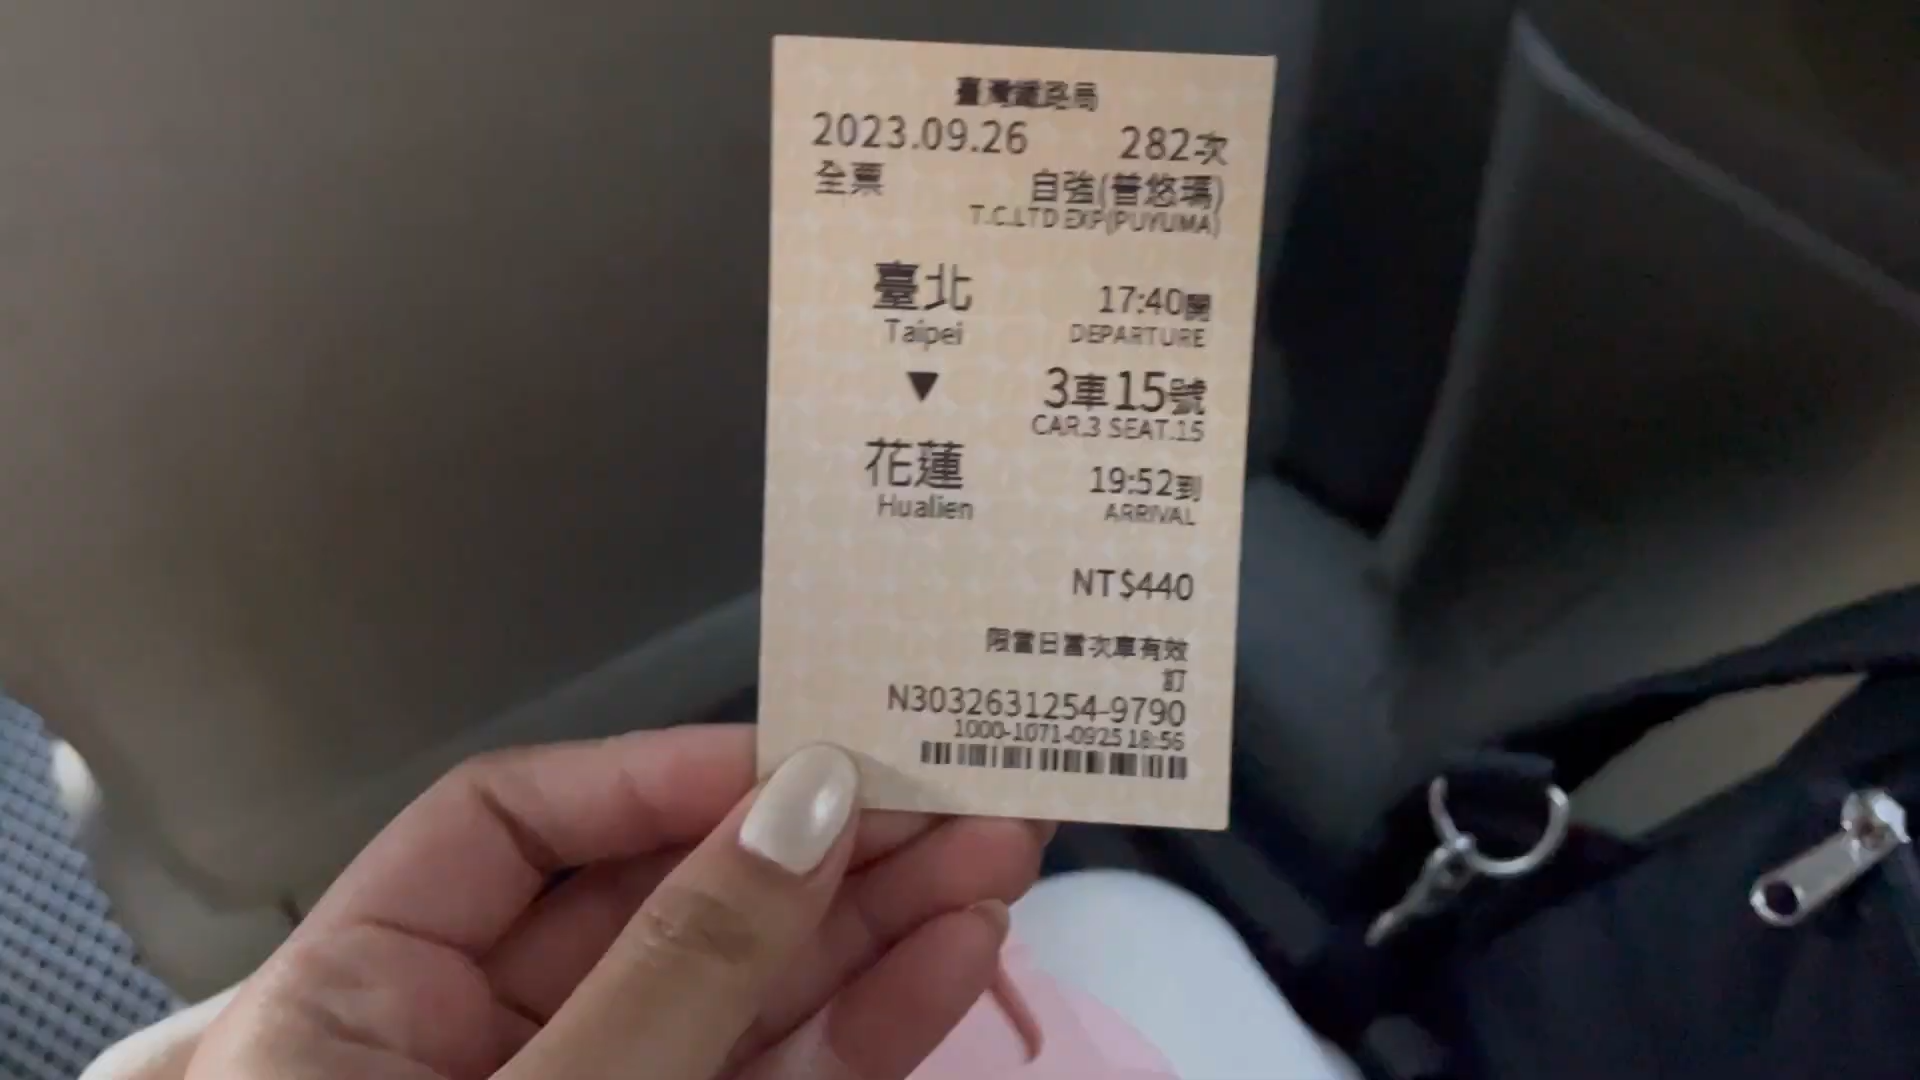 臺灣鐵路局
2023.09.26 282次
全票 自強(普悠瑪)
T.C.LTD EXP(PUYUMA)
臺北 17:40開
Taipei DEPARTURE
▼ 3車15號
CAR.3 SEAT.15
花蓮 19:52到
Hualien ARRIVAL
NT$440
限當日當次車有效
訂
N3032631254-9790
1000-1071-0925 18:56